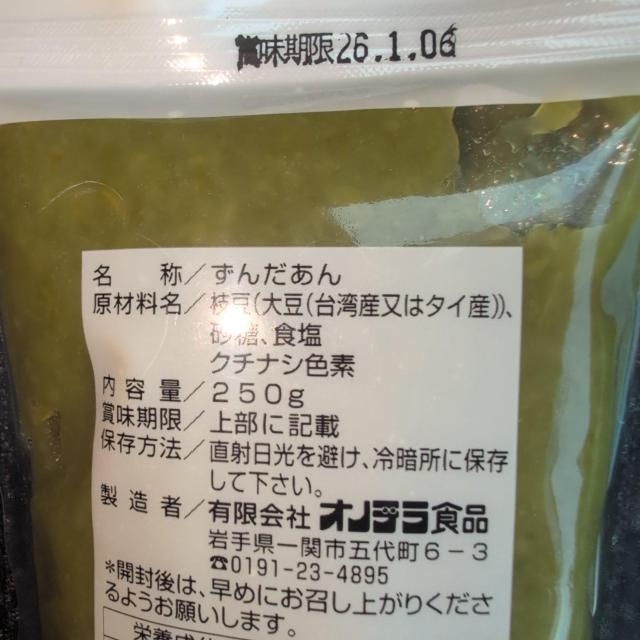 賞味期限26.1.06
名称/ずんだあん
原材料名/枝豆(大豆(台湾産又はタイ産))、
砂糖、食塩
クチナシ色素
内容量/250g
賞味期限/上部に記載
保存方法/直射日光を避け、冷暗所に保存
して下さい。
製造者/有限会社 オノデラ食品
岩手県一関市五代町6-3
☎0191-23-4895
*開封後は、早めにお召し上がりくださ
るようお願いします。